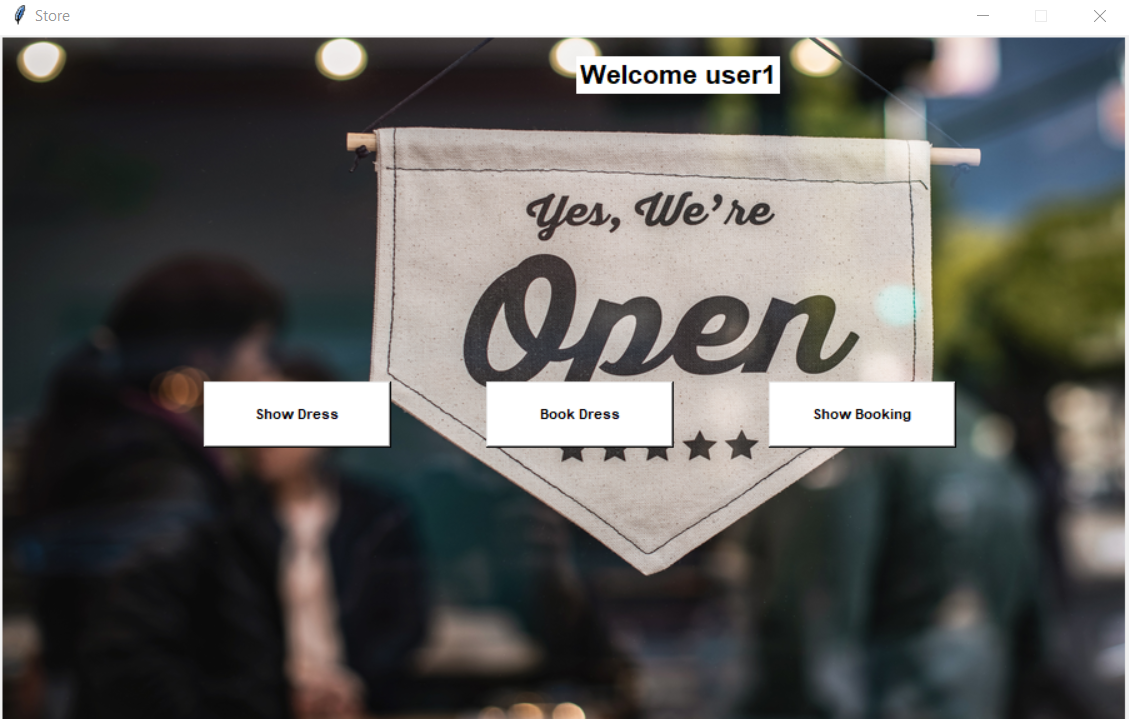 Store
Welcome user1
Yes, We're
Open
Show Dress
Book Dress
Show Booking